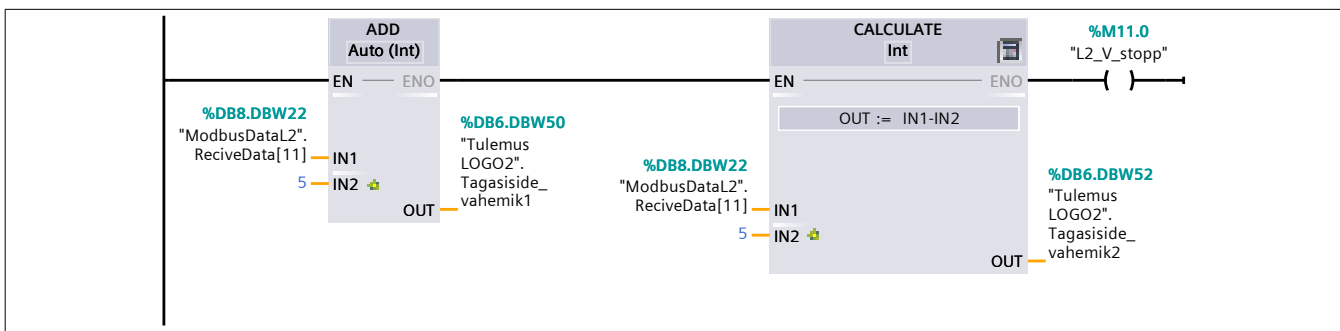 ADD
Auto (Int)
EN
ENO
%DB8.DBW22
"ModbusDataL2".
ReciveData[11]
IN1
5
IN2
OUT
%DB6.DBW50
"Tulemus
LOGO2".
Tagasiside_
vahemik1
CALCULATE
Int
EN
ENO
OUT := IN1-IN2
%DB8.DBW22
"ModbusDataL2".
ReciveData[11]
IN1
5
IN2
OUT
%DB6.DBW52
"Tulemus
LOGO2".
Tagasiside_
vahemik2
%M11.0
"L2_V_stopp"